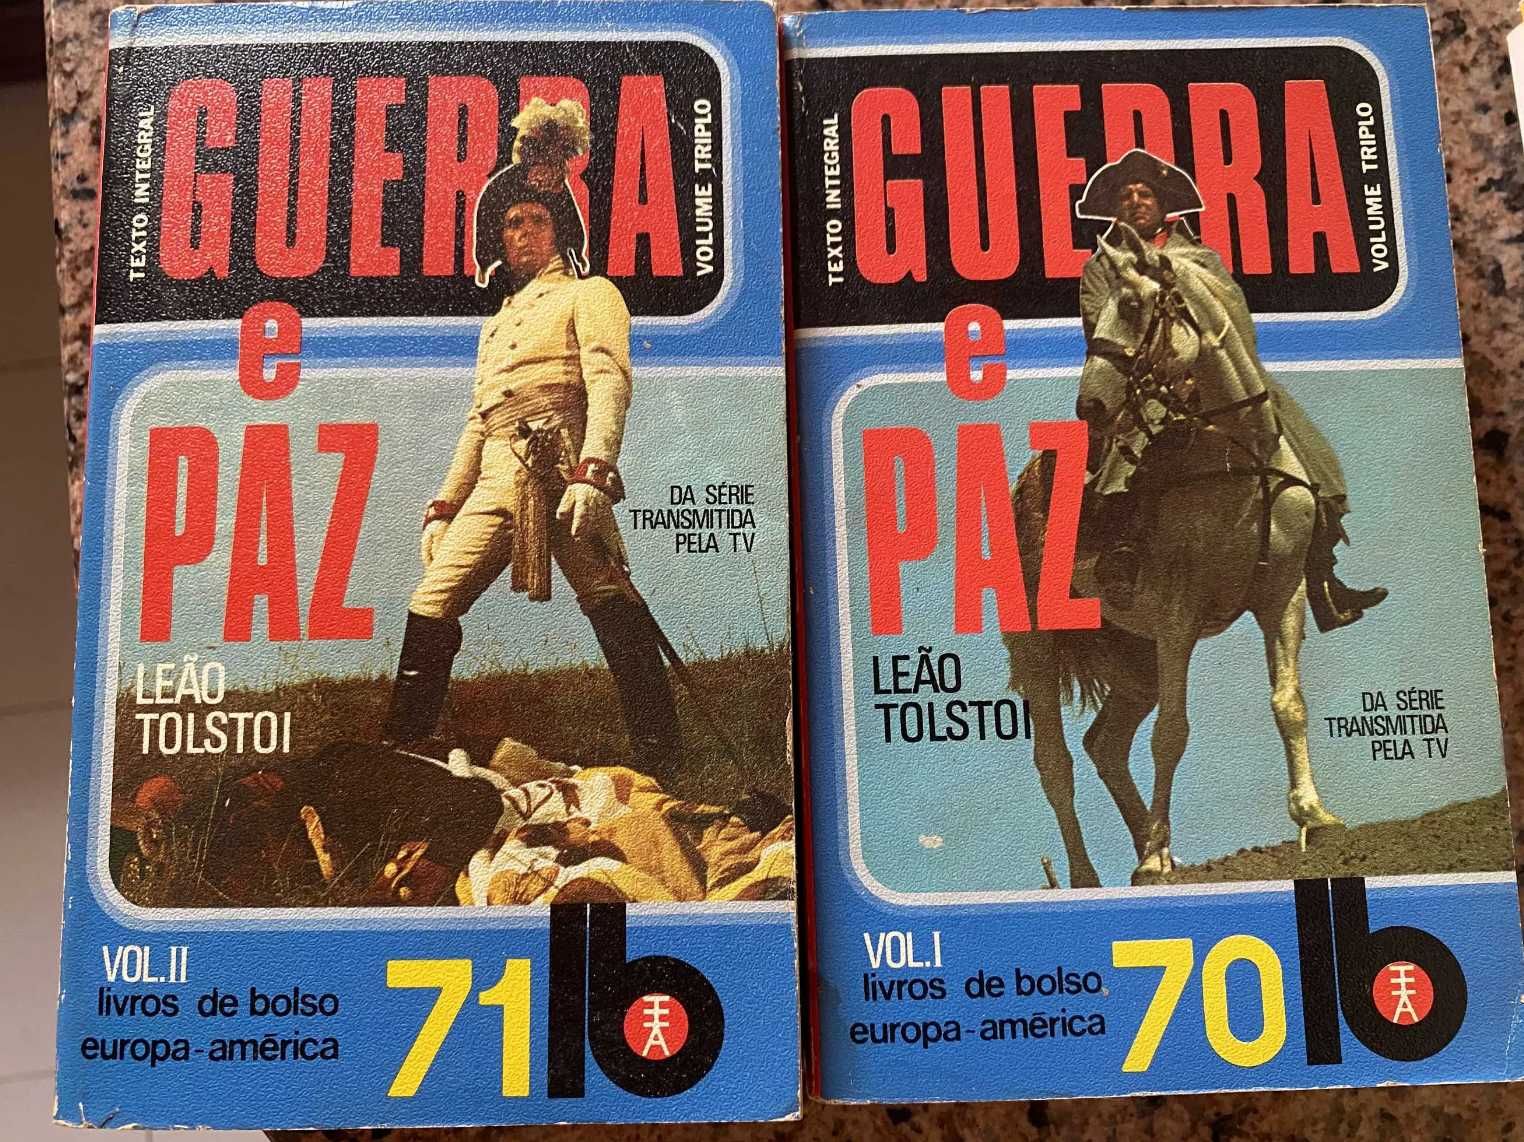 TEXTO INTEGRAL
GUERRA
VOLUME TRIPLO
e
PAZ
DA SÉRIE
TRANSMITIDA
PELA TV
LEÃO
TOLSTOI
VOL. II
livros de bolso
europa-américa
71
lb
EA
TEXTO INTEGRAL
GUERRA
VOLUME TRIPLO
e
PAZ
LEÃO
TOLSTOI
DA SÉRIE
TRANSMITIDA
PELA TV
VOL. I
livros de bolso
europa-américa
70
lb
EA